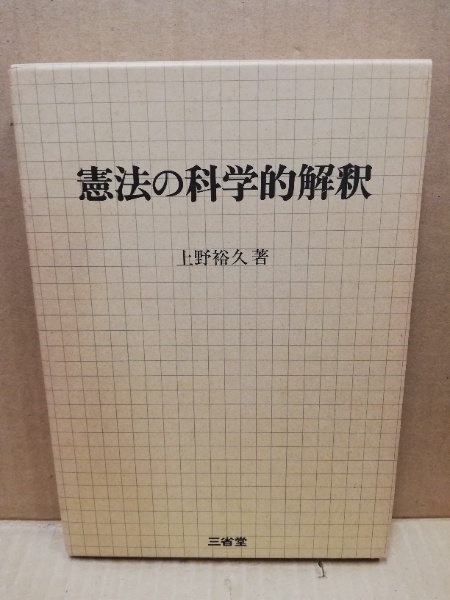 憲法の科学的解釈
上野裕久著
三省堂